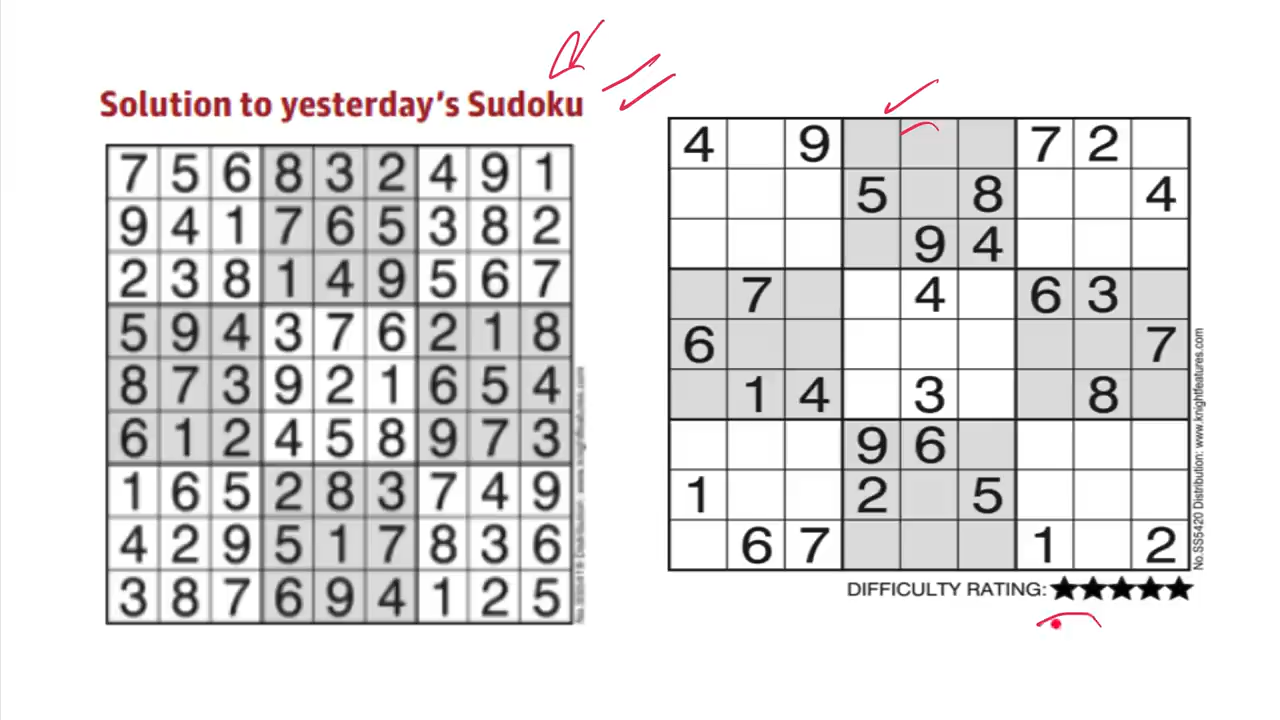 Solution to yesterday's Sudoku
7 5 6 8 3 2 4 9 1
9 4 1 7 6 5 3 8 2
2 3 8 1 4 9 5 6 7
5 9 4 3 7 6 2 1 8
8 7 3 9 2 1 6 5 4
6 1 2 4 5 8 9 7 3
1 6 5 2 8 3 7 4 9
4 2 9 5 1 7 8 3 6
3 8 7 6 9 4 1 2 5
4 9 7 2
5 8 4
9 4
7 4 6 3
6 7
1 4 3 8
9 6
1 2 5
6 7 1 2
No.SS5420 Distribution: www.knightfeatures.com
DIFFICULTY RATING: ★★★★★